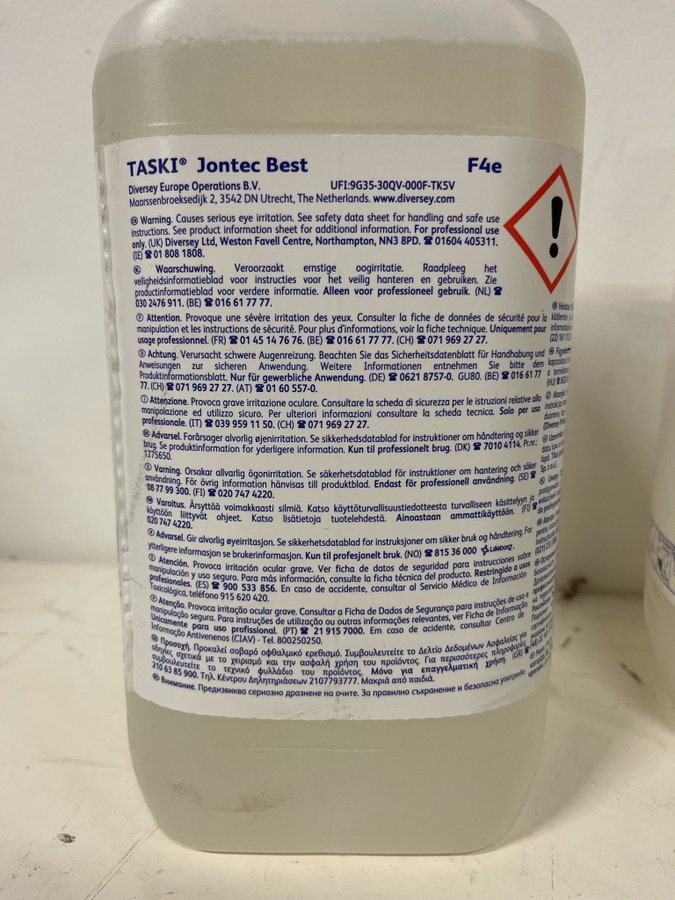 TASKI® Jontec Best F4e
Diversey Europe Operations B.V. UFI:9G35-30QV-000F-TK5V
Maarssenbroeksedijk 2, 3542 DN Utrecht, The Netherlands. www.diversey.com
Warning. Causes serious eye irritation. See safety data sheet for handling and safe use
instructions. See product information sheet for additional information. For professional use
only. (UK) Diversey Ltd, Weston Favell Centre, Northampton, NN3 8PD. ☎ 01604 405311.
(IE) ☎ 01 808 1808.
Waarschuwing. Veroorzaakt ernstige oogirritatie. Raadpleeg het
veiligheidsinformatieblad voor instructies voor het veilig hanteren en gebruiken. Zie
productinformatieblad voor verdere informatie. Alleen voor professioneel gebruik. (NL) ☎
030 2476 911. (BE) ☎ 016 61 77 77.
Attention. Provoque une sévère irritation des yeux. Consulter la fiche de données de sécurité pour la
manipulation et les instructions de sécurité. Pour plus d'informations, voir la fiche technique. Uniquement pour
usage professionnel. (FR) ☎ 01 45 14 76 76. (BE) ☎ 016 61 77 77. (CH) ☎ 071 969 27 27.
Achtung. Verursacht schwere Augenreizung. Beachten Sie das Sicherheitsdatenblatt für Handhabung und
Anweisungen zur sicheren Anwendung. Weitere Informationen entnehmen Sie bitte dem
Produktinformationsblatt. Nur für gewerbliche Anwendung. (DE) ☎ 0621 8757-0. GU80. (BE) ☎ 016 61 77
77. (CH) ☎ 071 969 27 27. (AT) ☎ 01 60 557-0.
Attenzione. Provoca grave irritazione oculare. Consultare la scheda di sicurezza per le istruzioni relative alla
manipolazione ed utilizzo sicuro. Per ulteriori informazioni consultare la scheda tecnica. Solo per uso
professionale. (IT) ☎ 039 959 11 50. (CH) ☎ 071 969 27 27.
Advarsel. Forårsager alvorlig øjenirritation. Se sikkerhedsdatablad for instruktioner om håndtering og sikker
brug. Se produktinformation for yderligere information. Kun til professionelt brug. (DK) ☎ 7010 4114. Pr.nr.:
1775650.
Varning. Orsakar allvarlig ögonirritation. Se säkerhetsdatablad för instruktioner om hantering och säker
användning. För övrig information hänvisas till produktblad. Endast för professionell användning. (SE) ☎
08-77 99 300. (FI) ☎ 020 747 4220.
Varoitus. Ärsyttää voimakkaasti silmiä. Katso käyttöturvallisuustiedotteesta turvalliseen käsittelyyn ja
käyttöön liittyvät ohjeet. Katso lisätietoja tuotelehdestä. Ainoastaan ammattikäyttöön. (FI) ☎
020 747 4220.
Advarsel. Gir alvorlig øyeirritasjon. Se sikkerhetsdatablad for instruksjoner om sikker bruk og håndtering. For
ytterligere informasjon se brukerinformasjon. Kun til profesjonelt bruk. (NO) ☎ 815 36 000 Lilleborg.
Atención. Provoca irritación ocular grave. Ver ficha de datos de seguridad para instrucciones sobre
manipulación y uso seguro. Para más información, consulte la ficha técnica del producto. Restringido a usos
profesionales. (ES) ☎ 900 533 856. En caso de accidente, consultar al Servicio Médico de Información
Toxicológica, teléfono 915 620 420.
Atenção. Provoca irritação ocular grave. Consultar a Ficha de Dados de Segurança para instruções de uso e
manipulação segura. Para instruções de utilização ou outras informações relevantes, ver Ficha de Informação.
Unicamente para uso profissional. (PT) ☎ 21 915 7000. Em caso de acidente, consultar Centro de
Informação Antivenenos (CIAV) - Tel. 800250250.
Προσοχή. Προκαλεί σοβαρό οφθαλμικό ερεθισμό. Συμβουλευτείτε το Δελτίο Δεδομένων Ασφαλείας για
οδηγίες σχετικά με το χειρισμό και την ασφαλή χρήση του προϊόντος. Για περισσότερες πληροφορίες
συμβουλευτείτε το τεχνικό φυλλάδιο του προϊόντος. Μόνο για επαγγελματική χρήση. (GR) ☎
210 63 85 900. Τηλ. Κέντρου Δηλητηριάσεων 2107793777. Μακριά από παιδιά.
Внимание. Предизвиква сериозно дразнене на очите. За правилно съхранение и безопасна употреба